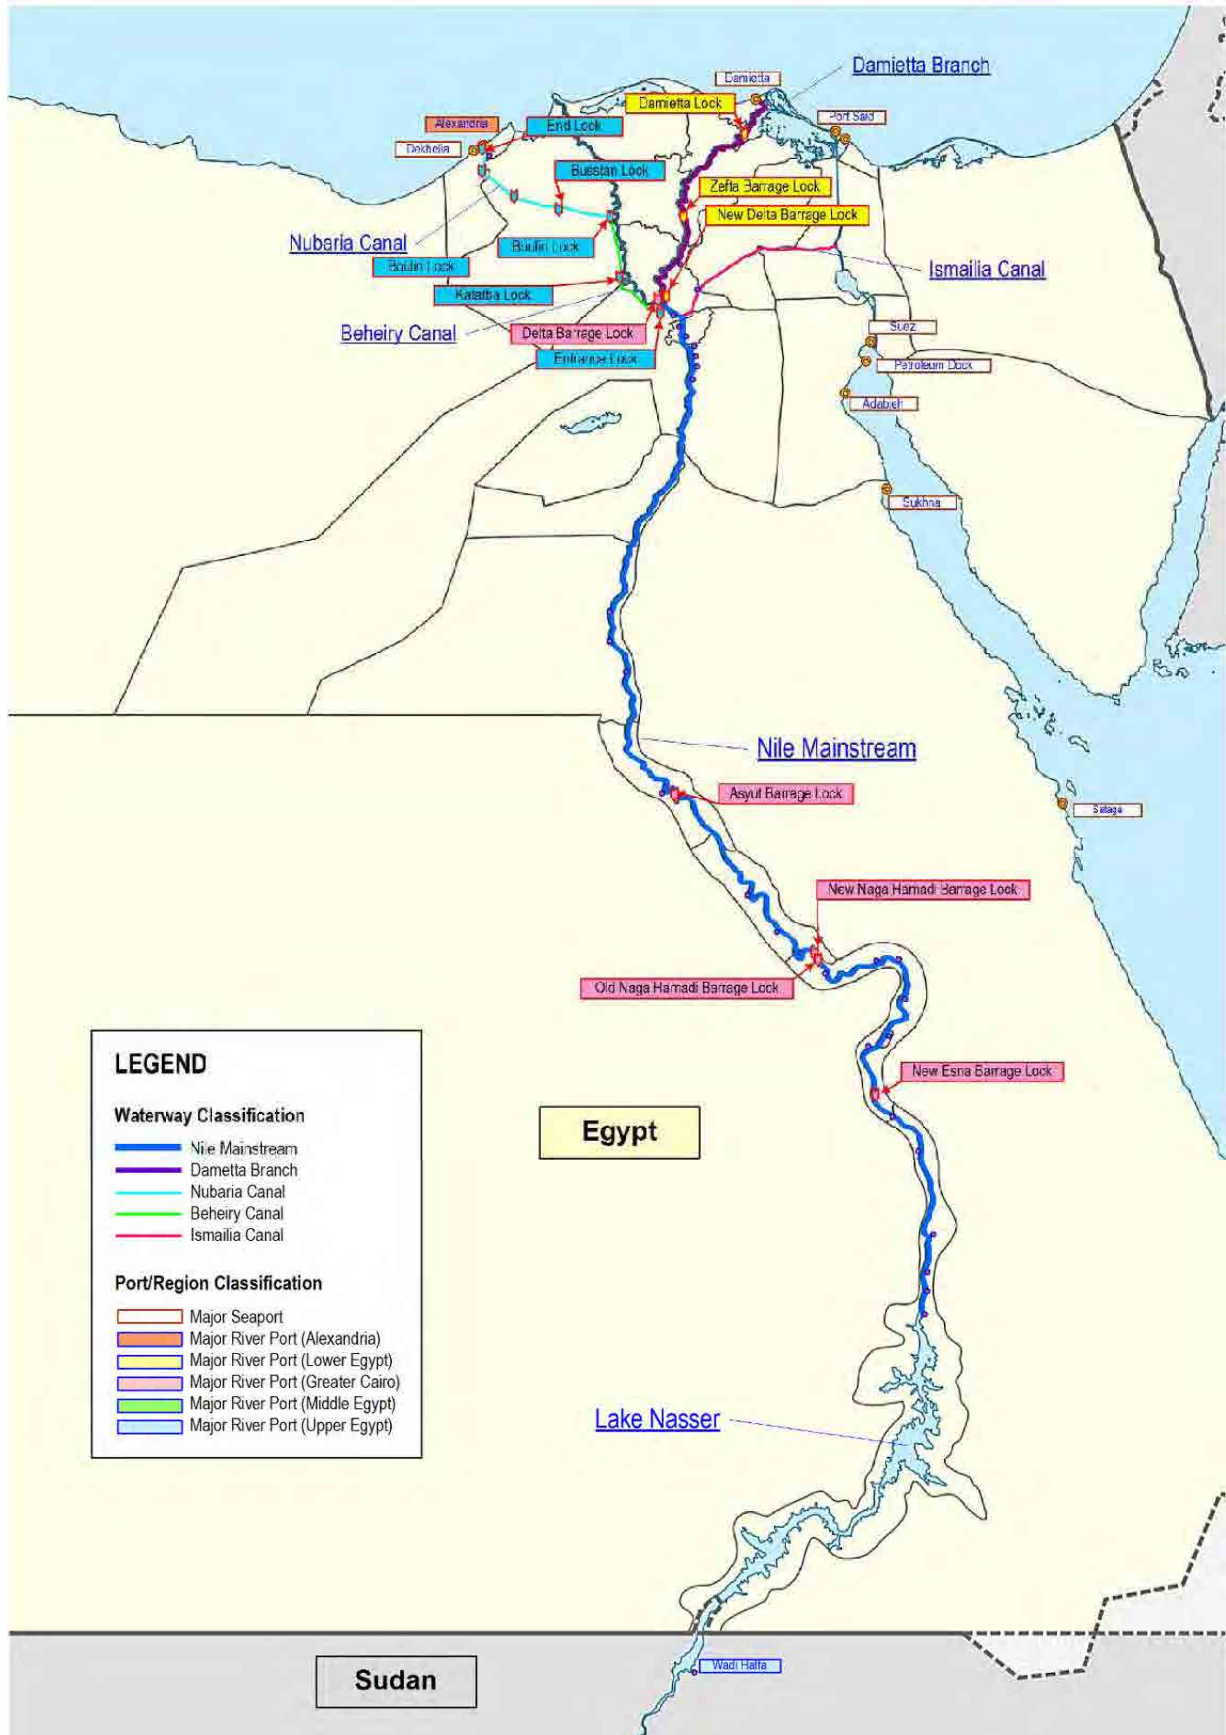 Damietta Branch
Damietta
Damietta Lock
Port Said
Alexandria
End Lock
Dekheila
Busstan Lock
Zefta Barrage Lock
New Delta Barrage Lock
Nubaria Canal
Boulin Lock
Boulin Lock
Ismailia Canal
Katatba Lock
Beheiry Canal
Delta Barrage Lock
Suez
Entrance Lock
Petroleum Dock
Adabieh
Sukhna
Nile Mainstream
Asyut Barrage Lock
Safaga
New Naga Hamadi Barrage Lock
Old Naga Hamadi Barrage Lock
New Esna Barrage Lock
LEGEND
Waterway Classification
Nile Mainstream
Dametta Branch
Nubaria Canal
Beheiry Canal
Ismailia Canal
Port/Region Classification
Major Seaport
Major River Port (Alexandria)
Major River Port (Lower Egypt)
Major River Port (Greater Cairo)
Major River Port (Middle Egypt)
Major River Port (Upper Egypt)
Egypt
Lake Nasser
Sudan
Wadi Halfa